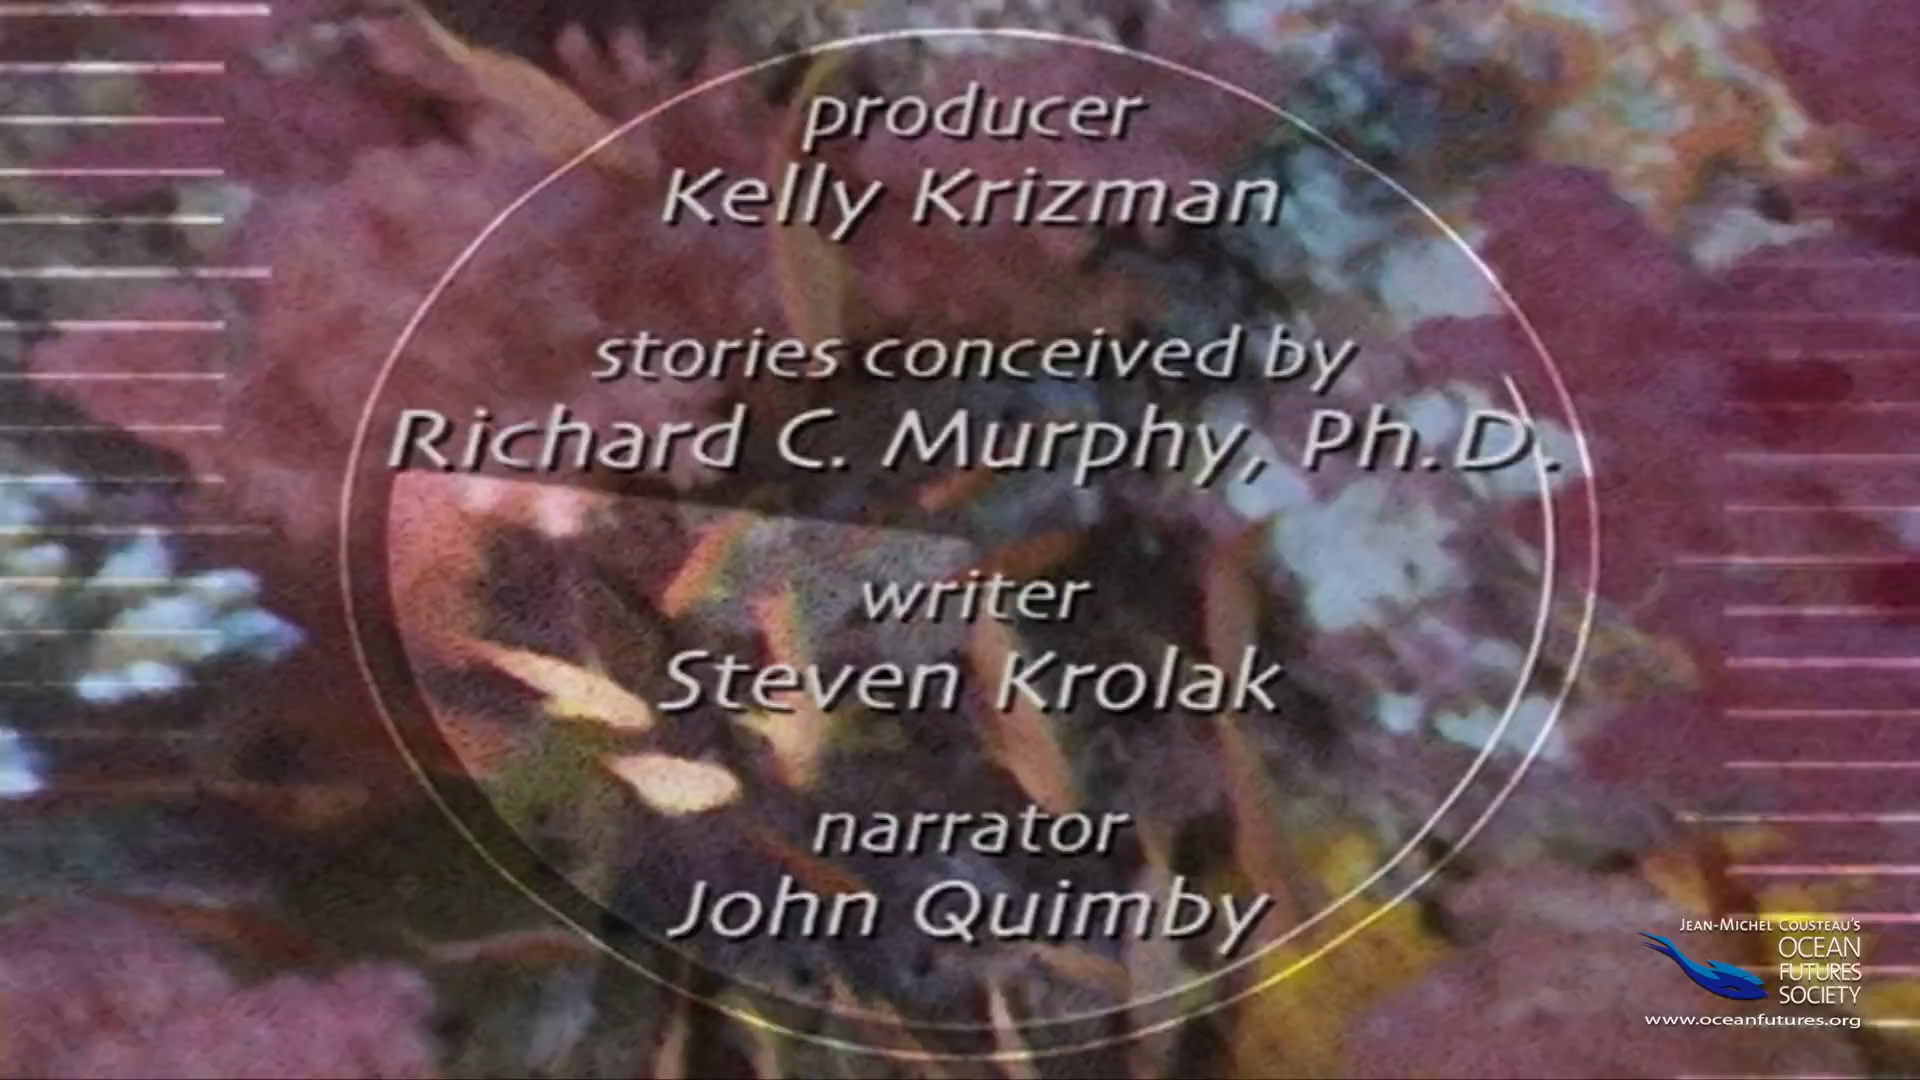 producer
Kelly Krizman
stories conceived by
Richard C. Murphy, Ph.D.
writer
Steven Krolak
narrator
John Quimby
JEAN-MICHEL COUSTEAU'S
OCEAN
FUTURES
SOCIETY
www.oceanfutures.org